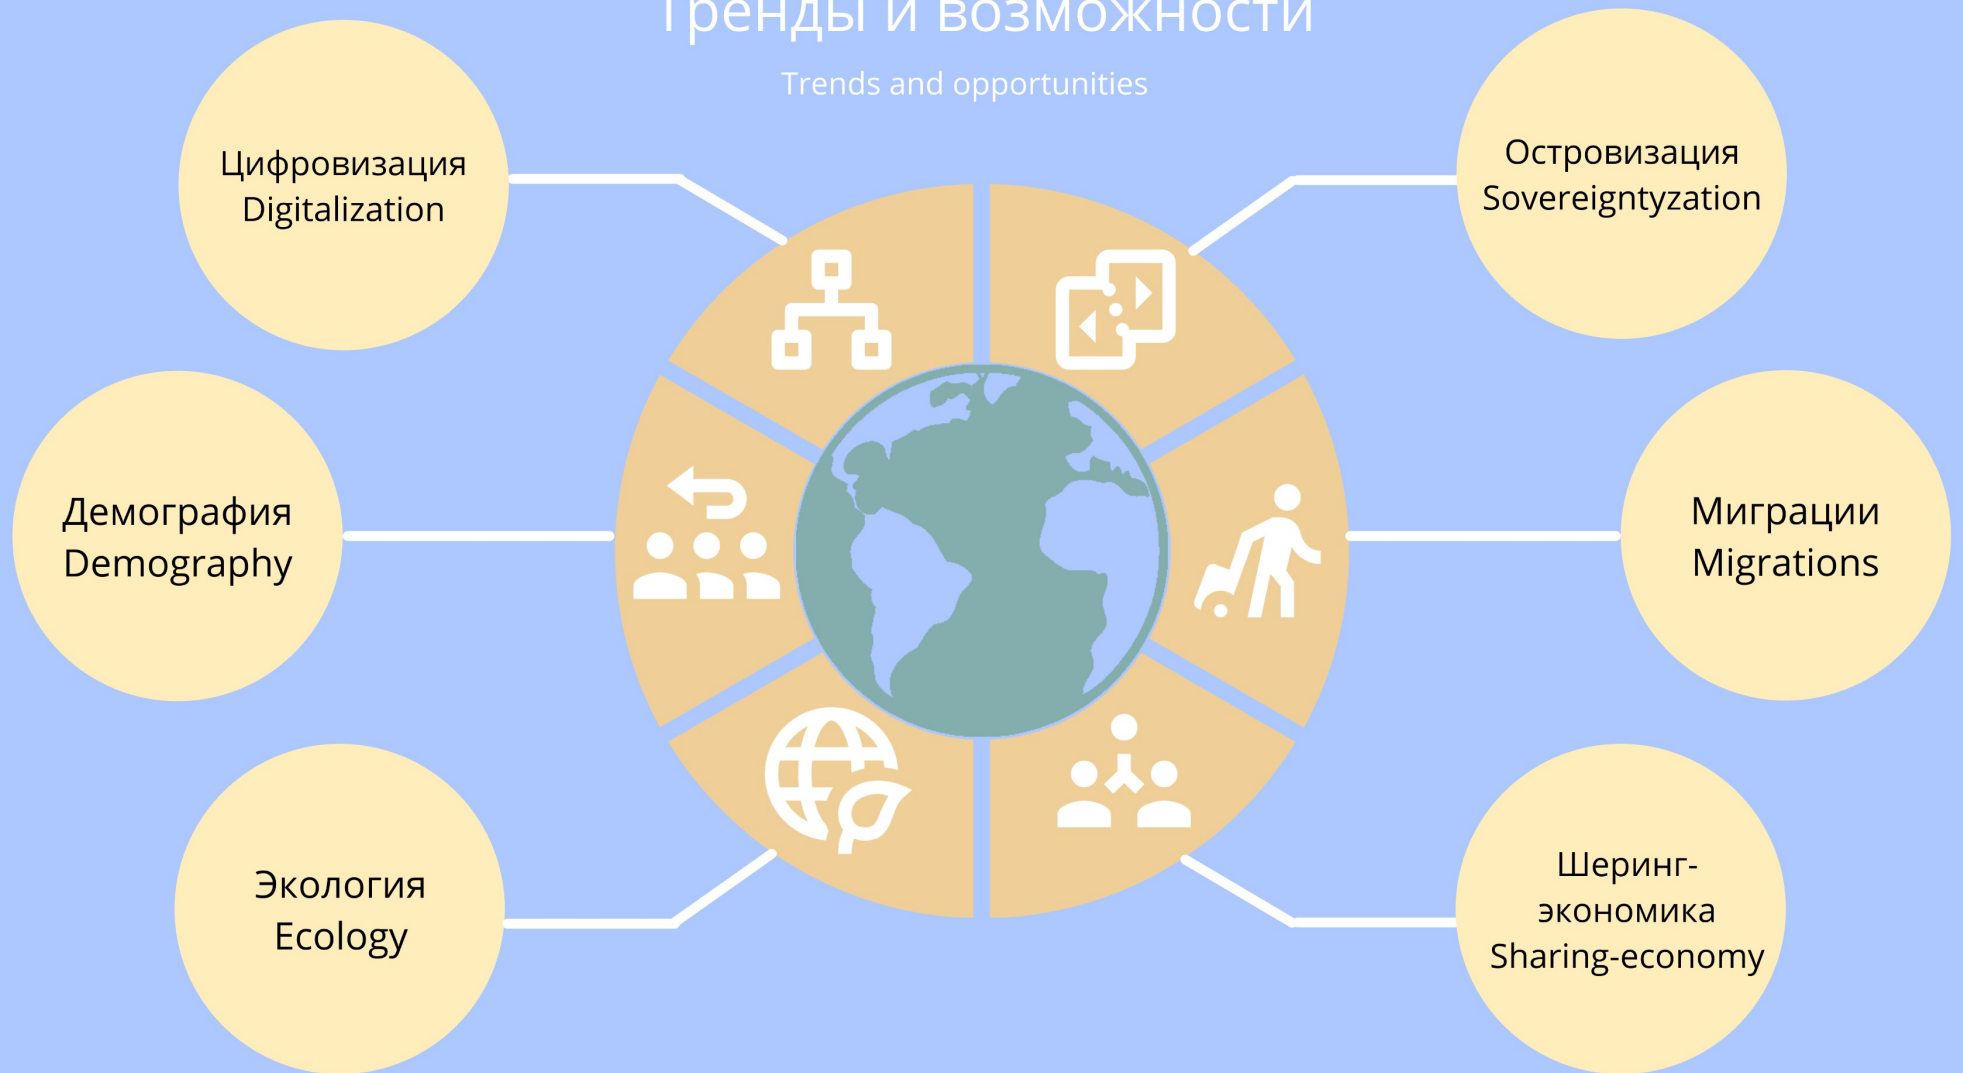 Тренды и возможности
Trends and opportunities
Цифровизация
Digitalization
Островизация
Sovereigntyzation
Демография
Demography
Миграции
Migrations
Экология
Ecology
Шеринг-
экономика
Sharing-economy